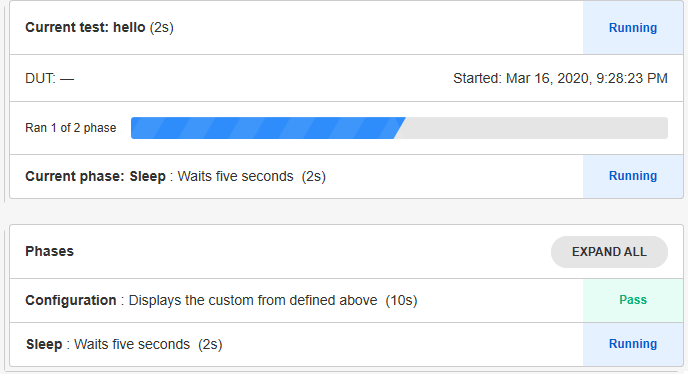 Current test: hello (2s) Running
DUT: — Started: Mar 16, 2020, 9:28:23 PM
Ran 1 of 2 phase
Current phase: Sleep : Waits five seconds (2s) Running
Phases EXPAND ALL
Configuration : Displays the custom from defined above (10s) Pass
Sleep : Waits five seconds (2s) Running